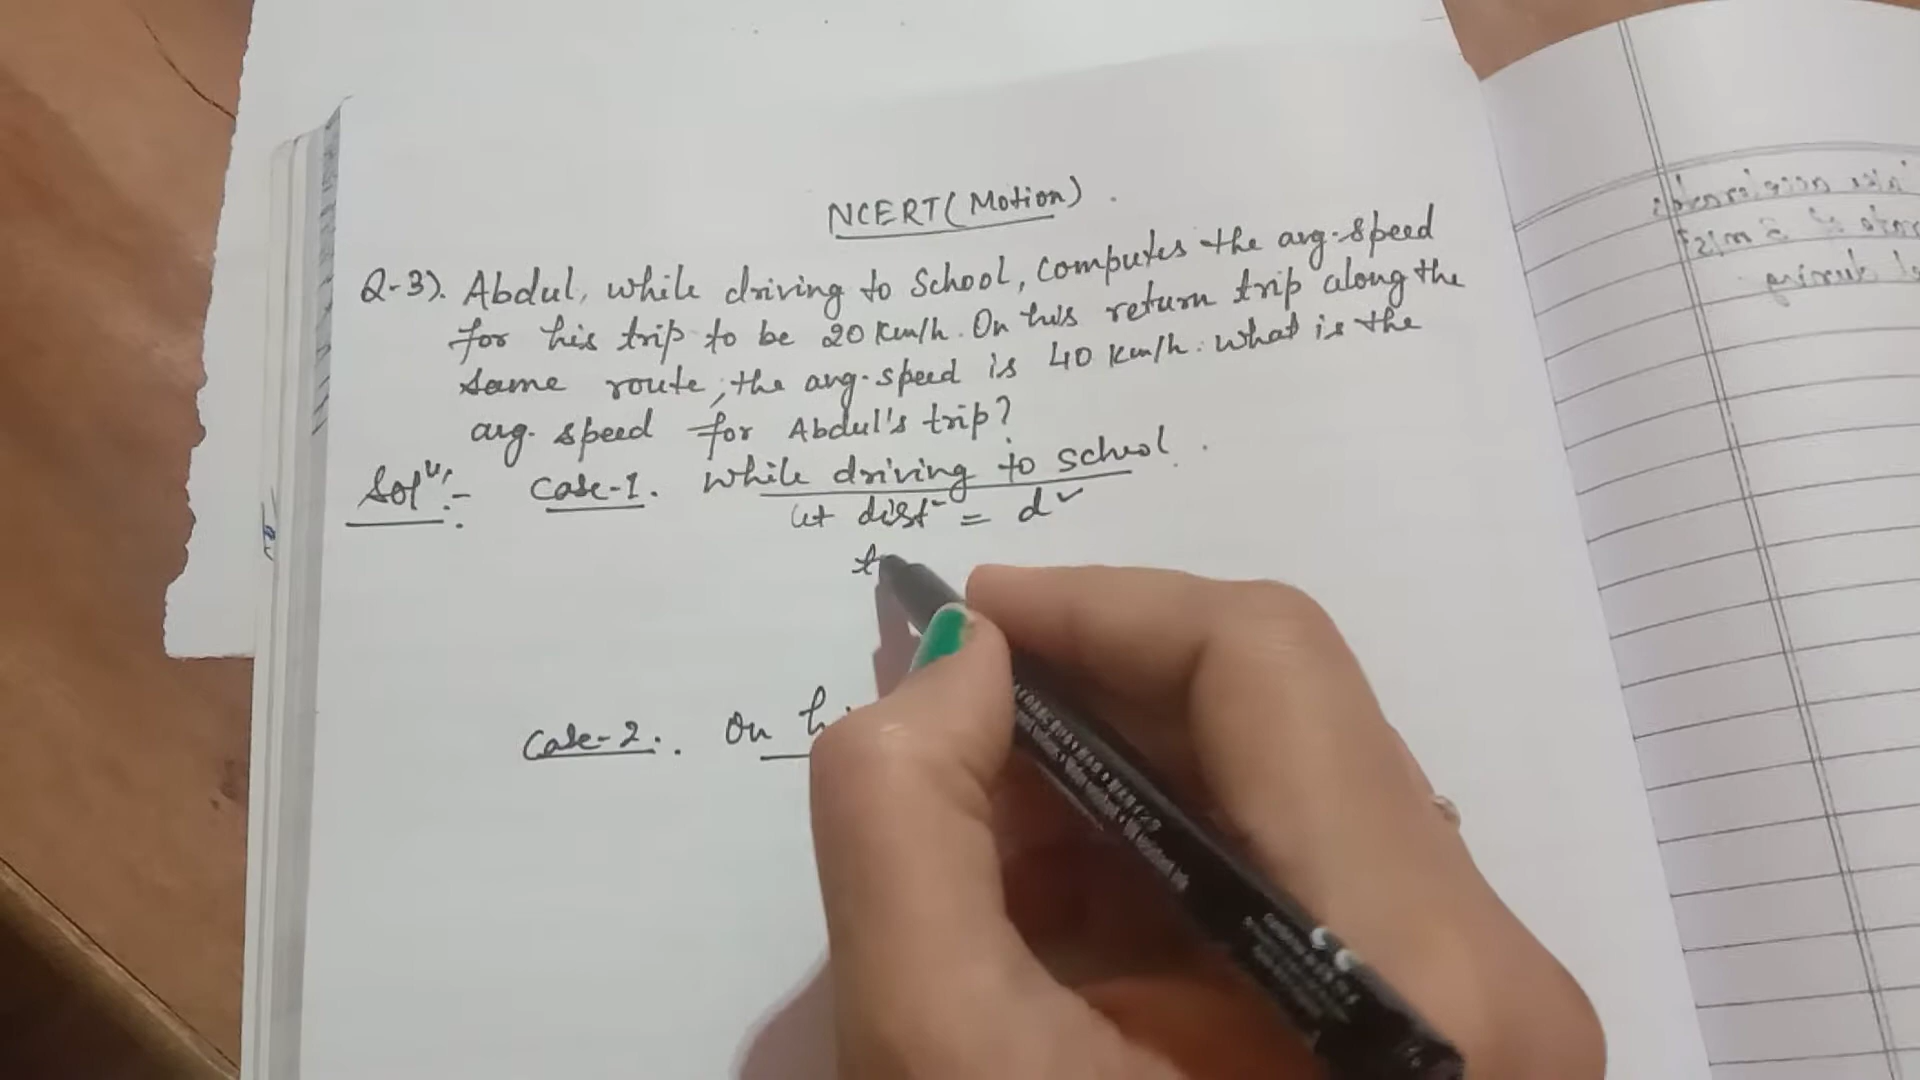 NCERT (Motion).
Q-3). Abdul, while driving to School, computes the avg. speed
for his trip to be 20 km/h. On his return trip along the
same route, the avg. speed is 40 km/h. What is the
avg. speed for Abdul's trip?
Solⁿ:- Case-1. While driving to school.
let dist = d
t
Case-2. On